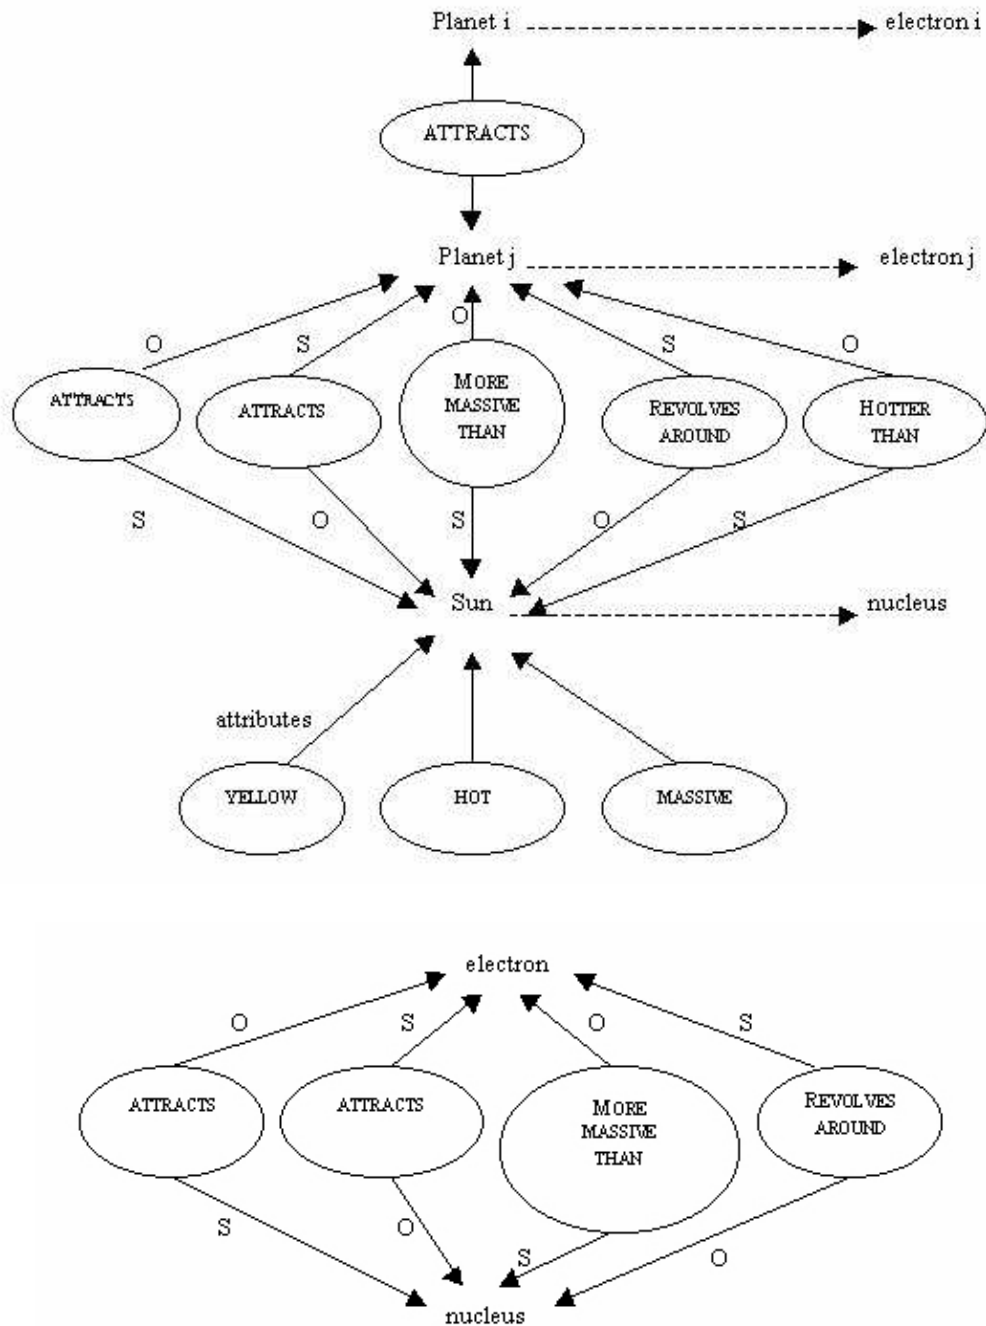 Planet i electron i
ATTRACTS
Planet j electron j
O S O S O
ATTRACTS
ATTRACTS
MORE
MASSIVE
THAN
REVOLVES
AROUND
HOTTER
THAN
S O S O S
Sun nucleus
attributes
YELLOW HOT MASSIVE
electron
O S O S
ATTRACTS
ATTRACTS
MORE
MASSIVE
THAN
REVOLVES
AROUND
S O S O
nucleus